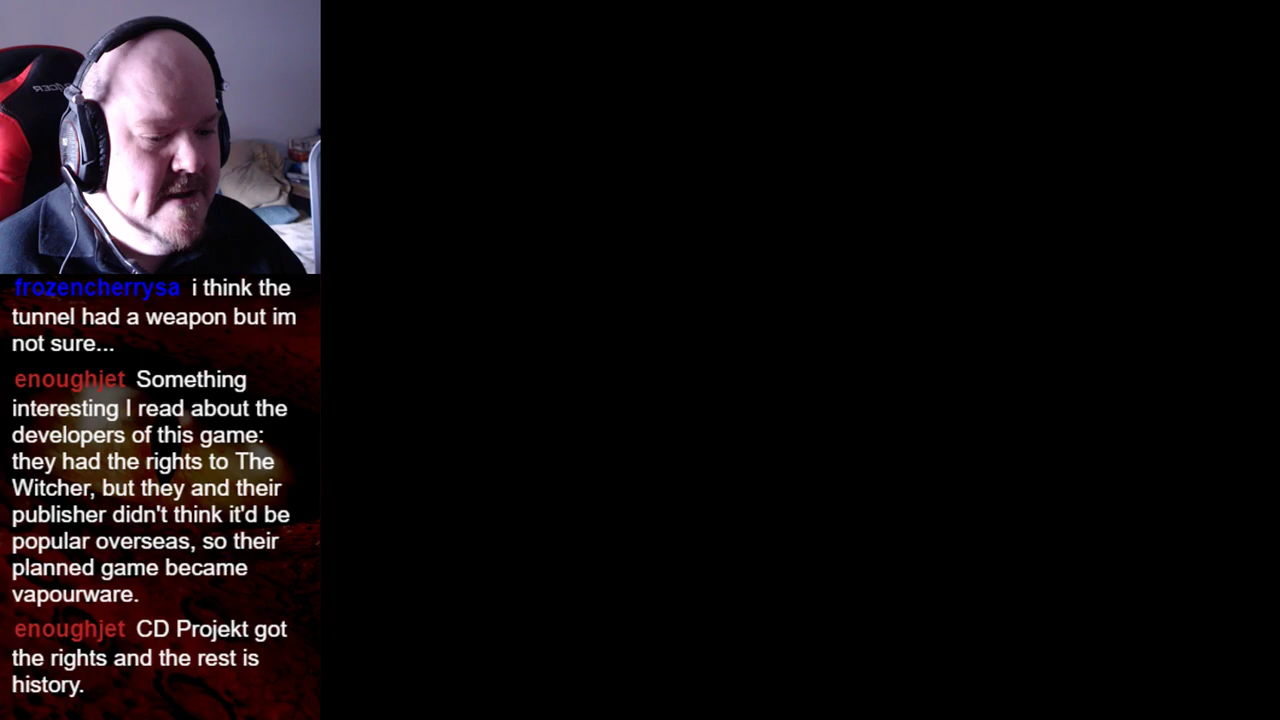 frozencherrysa i think the
tunnel had a weapon but im
not sure...
enoughjet Something
interesting I read about the
developers of this game:
they had the rights to The
Witcher, but they and their
publisher didn't think it'd be
popular overseas, so their
planned game became
vapourware.
enoughjet CD Projekt got
the rights and the rest is
history.